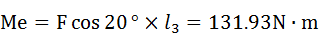 Me = F cos 20° × l₃ = 131.93N · m